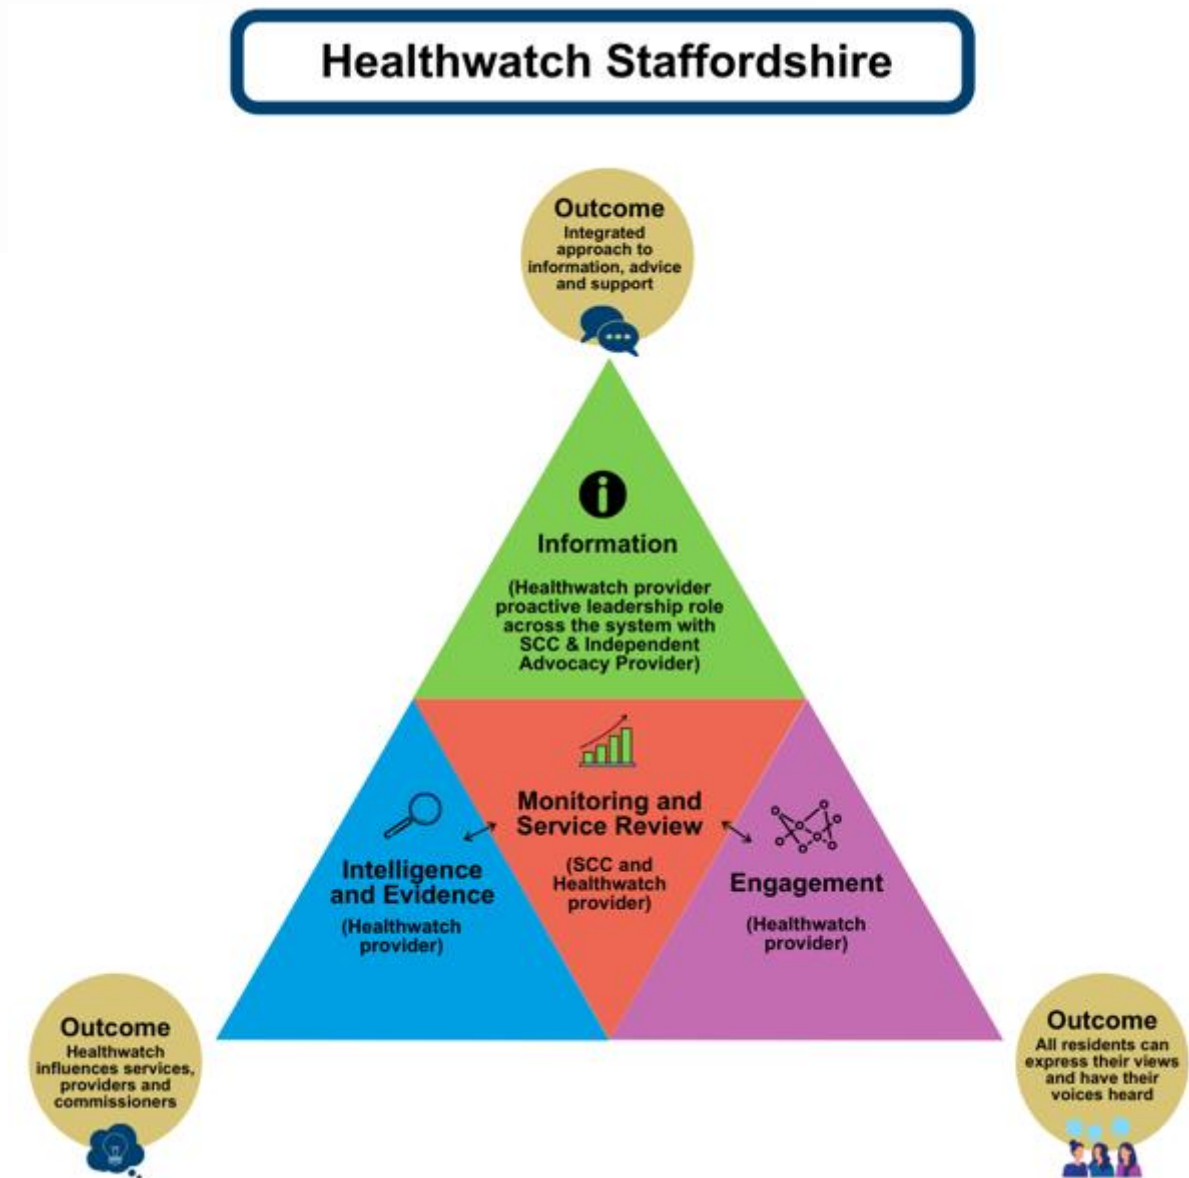 Healthwatch Staffordshire
Outcome
Integrated
approach to
information, advice
and support
Information
(Healthwatch provider
proactive leadership role
across the system with
SCC & Independent
Advocacy Provider)
Intelligence
and Evidence
(Healthwatch
provider)
Monitoring and
Service Review
(SCC and
Healthwatch
provider)
Engagement
(Healthwatch
provider)
Outcome
Healthwatch
influences services,
providers and
commissioners
Outcome
All residents can
express their views
and have their
voices heard